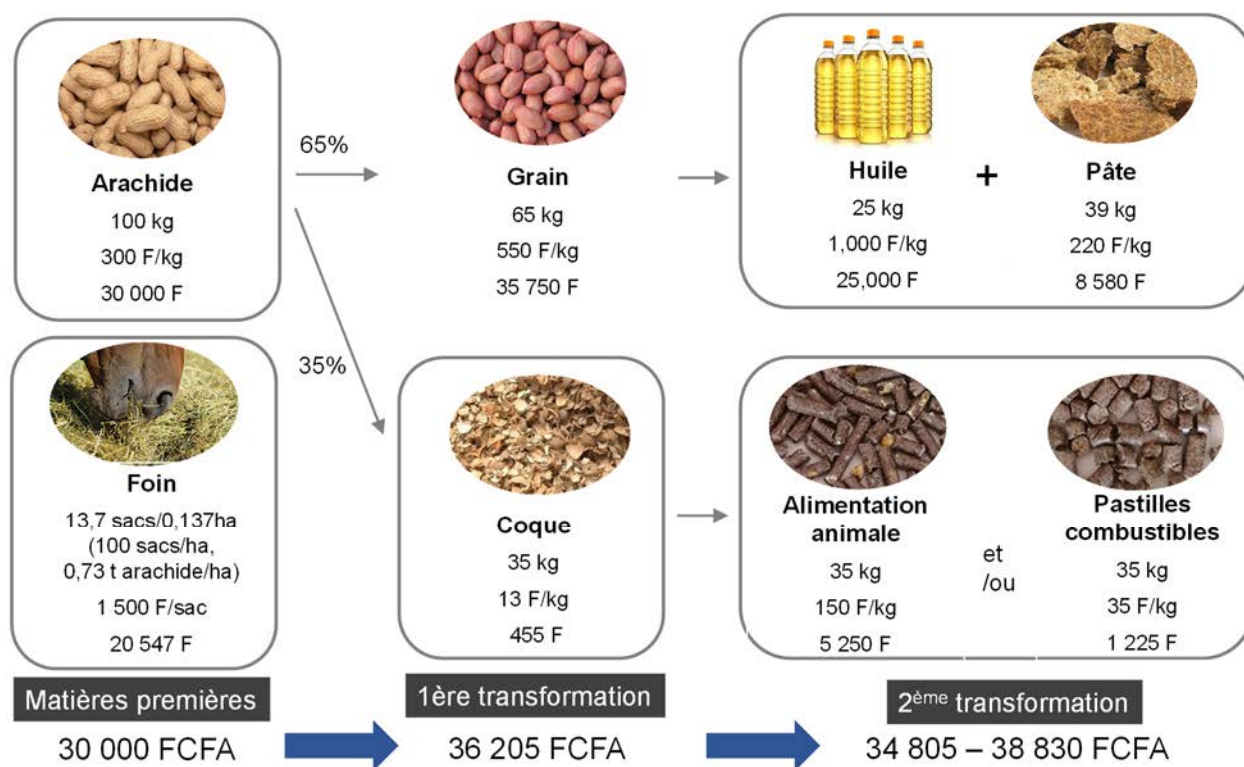 Arachide
100 kg
300 F/kg
30 000 F
65%
35%
Grain
65 kg
550 F/kg
35 750 F
Huile
25 kg
1,000 F/kg
25,000 F
+
Pâte
39 kg
220 F/kg
8 580 F
Foin
13,7 sacs/0,137ha
(100 sacs/ha,
0,73 t arachide/ha)
1 500 F/sac
20 547 F
Coque
35 kg
13 F/kg
455 F
Alimentation
animale
35 kg
150 F/kg
5 250 F
et
/ou
Pastilles
combustibles
35 kg
35 F/kg
1 225 F
Matières premières
30 000 FCFA
1ère transformation
36 205 FCFA
2ème transformation
34 805 – 38 830 FCFA